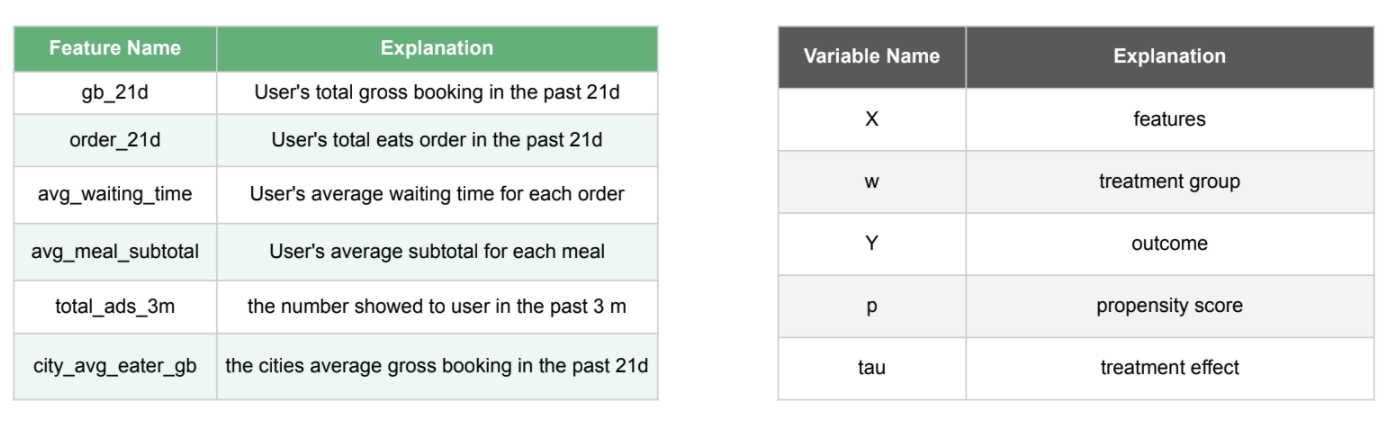 Feature Name Explanation
gb_21d User's total gross booking in the past 21d
order_21d User's total eats order in the past 21d
avg_waiting_time User's average waiting time for each order
avg_meal_subtotal User's average subtotal for each meal
total_ads_3m the number showed to user in the past 3 m
city_avg_eater_gb the cities average gross booking in the past 21d
Variable Name Explanation
X features
w treatment group
Y outcome
p propensity score
tau treatment effect